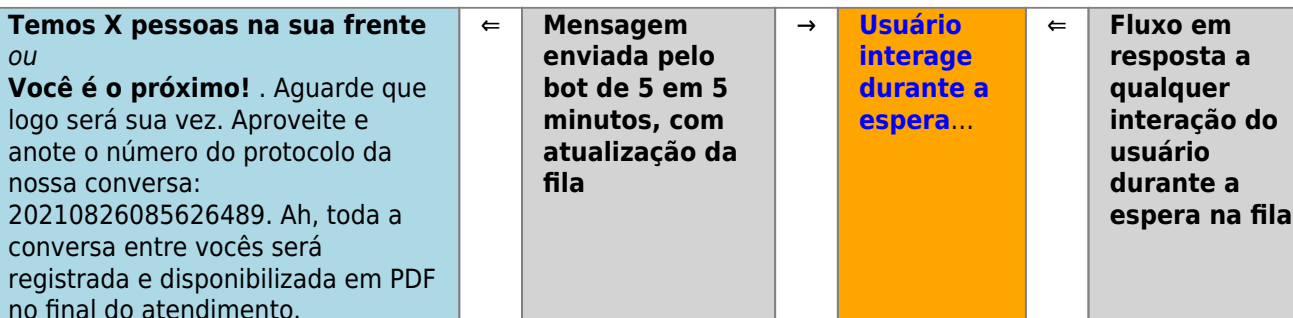 Temos X pessoas na sua frente
ou
Você é o próximo! . Aguarde que
logo será sua vez. Aproveite e
anote o número do protocolo da
nossa conversa:
20210826085626489. Ah, toda a
conversa entre vocês será
registrada e disponibilizada em PDF
no final do atendimento.
⇐
Mensagem
enviada pelo
bot de 5 em 5
minutos, com
atualização da
fila
→
Usuário
interage
durante a
espera...
⇐
Fluxo em
resposta a
qualquer
interação do
usuário
durante a
espera na fila